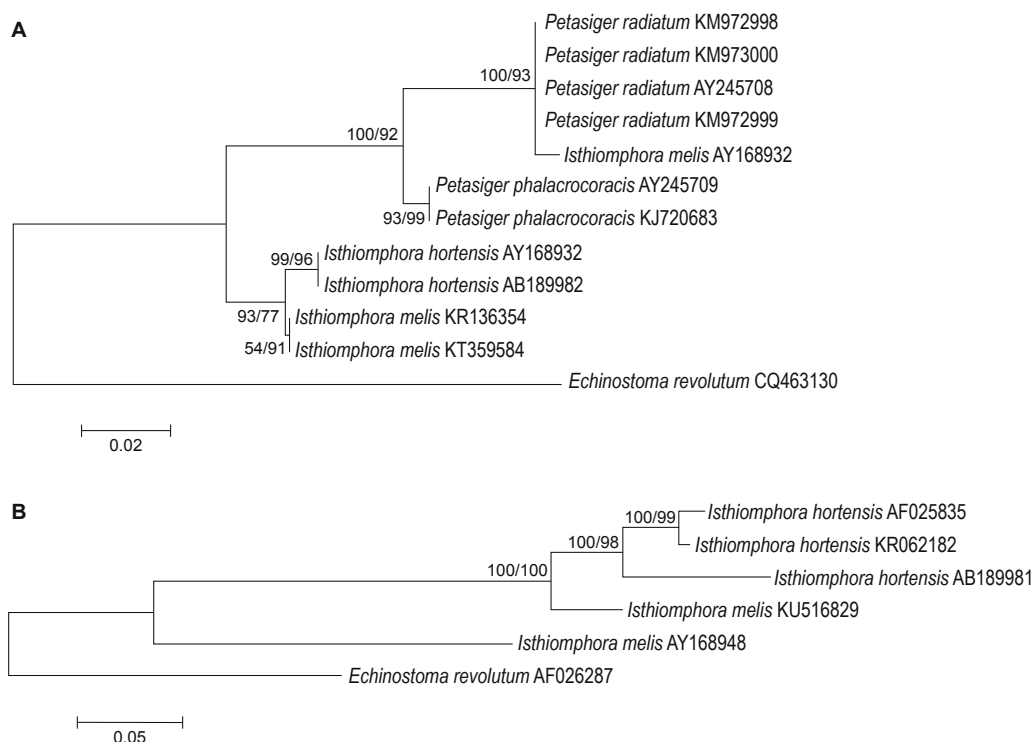 A
Petasiger radiatum KM972998
Petasiger radiatum KM973000
100/93
Petasiger radiatum AY245708
Petasiger radiatum KM972999
100/92
Isthiomphora melis AY168932
Petasiger phalacrocoracis AY245709
93/99
Petasiger phalacrocoracis KJ720683
Isthiomphora hortensis AY168932
99/96
Isthiomphora hortensis AB189982
93/77
Isthiomphora melis KR136354
54/91
Isthiomphora melis KT359584
Echinostoma revolutum CQ463130
0.02
B
Isthiomphora hortensis AF025835
100/99
Isthiomphora hortensis KR062182
100/98
100/100
Isthiomphora hortensis AB189981
Isthiomphora melis KU516829
Isthiomphora melis AY168948
Echinostoma revolutum AF026287
0.05